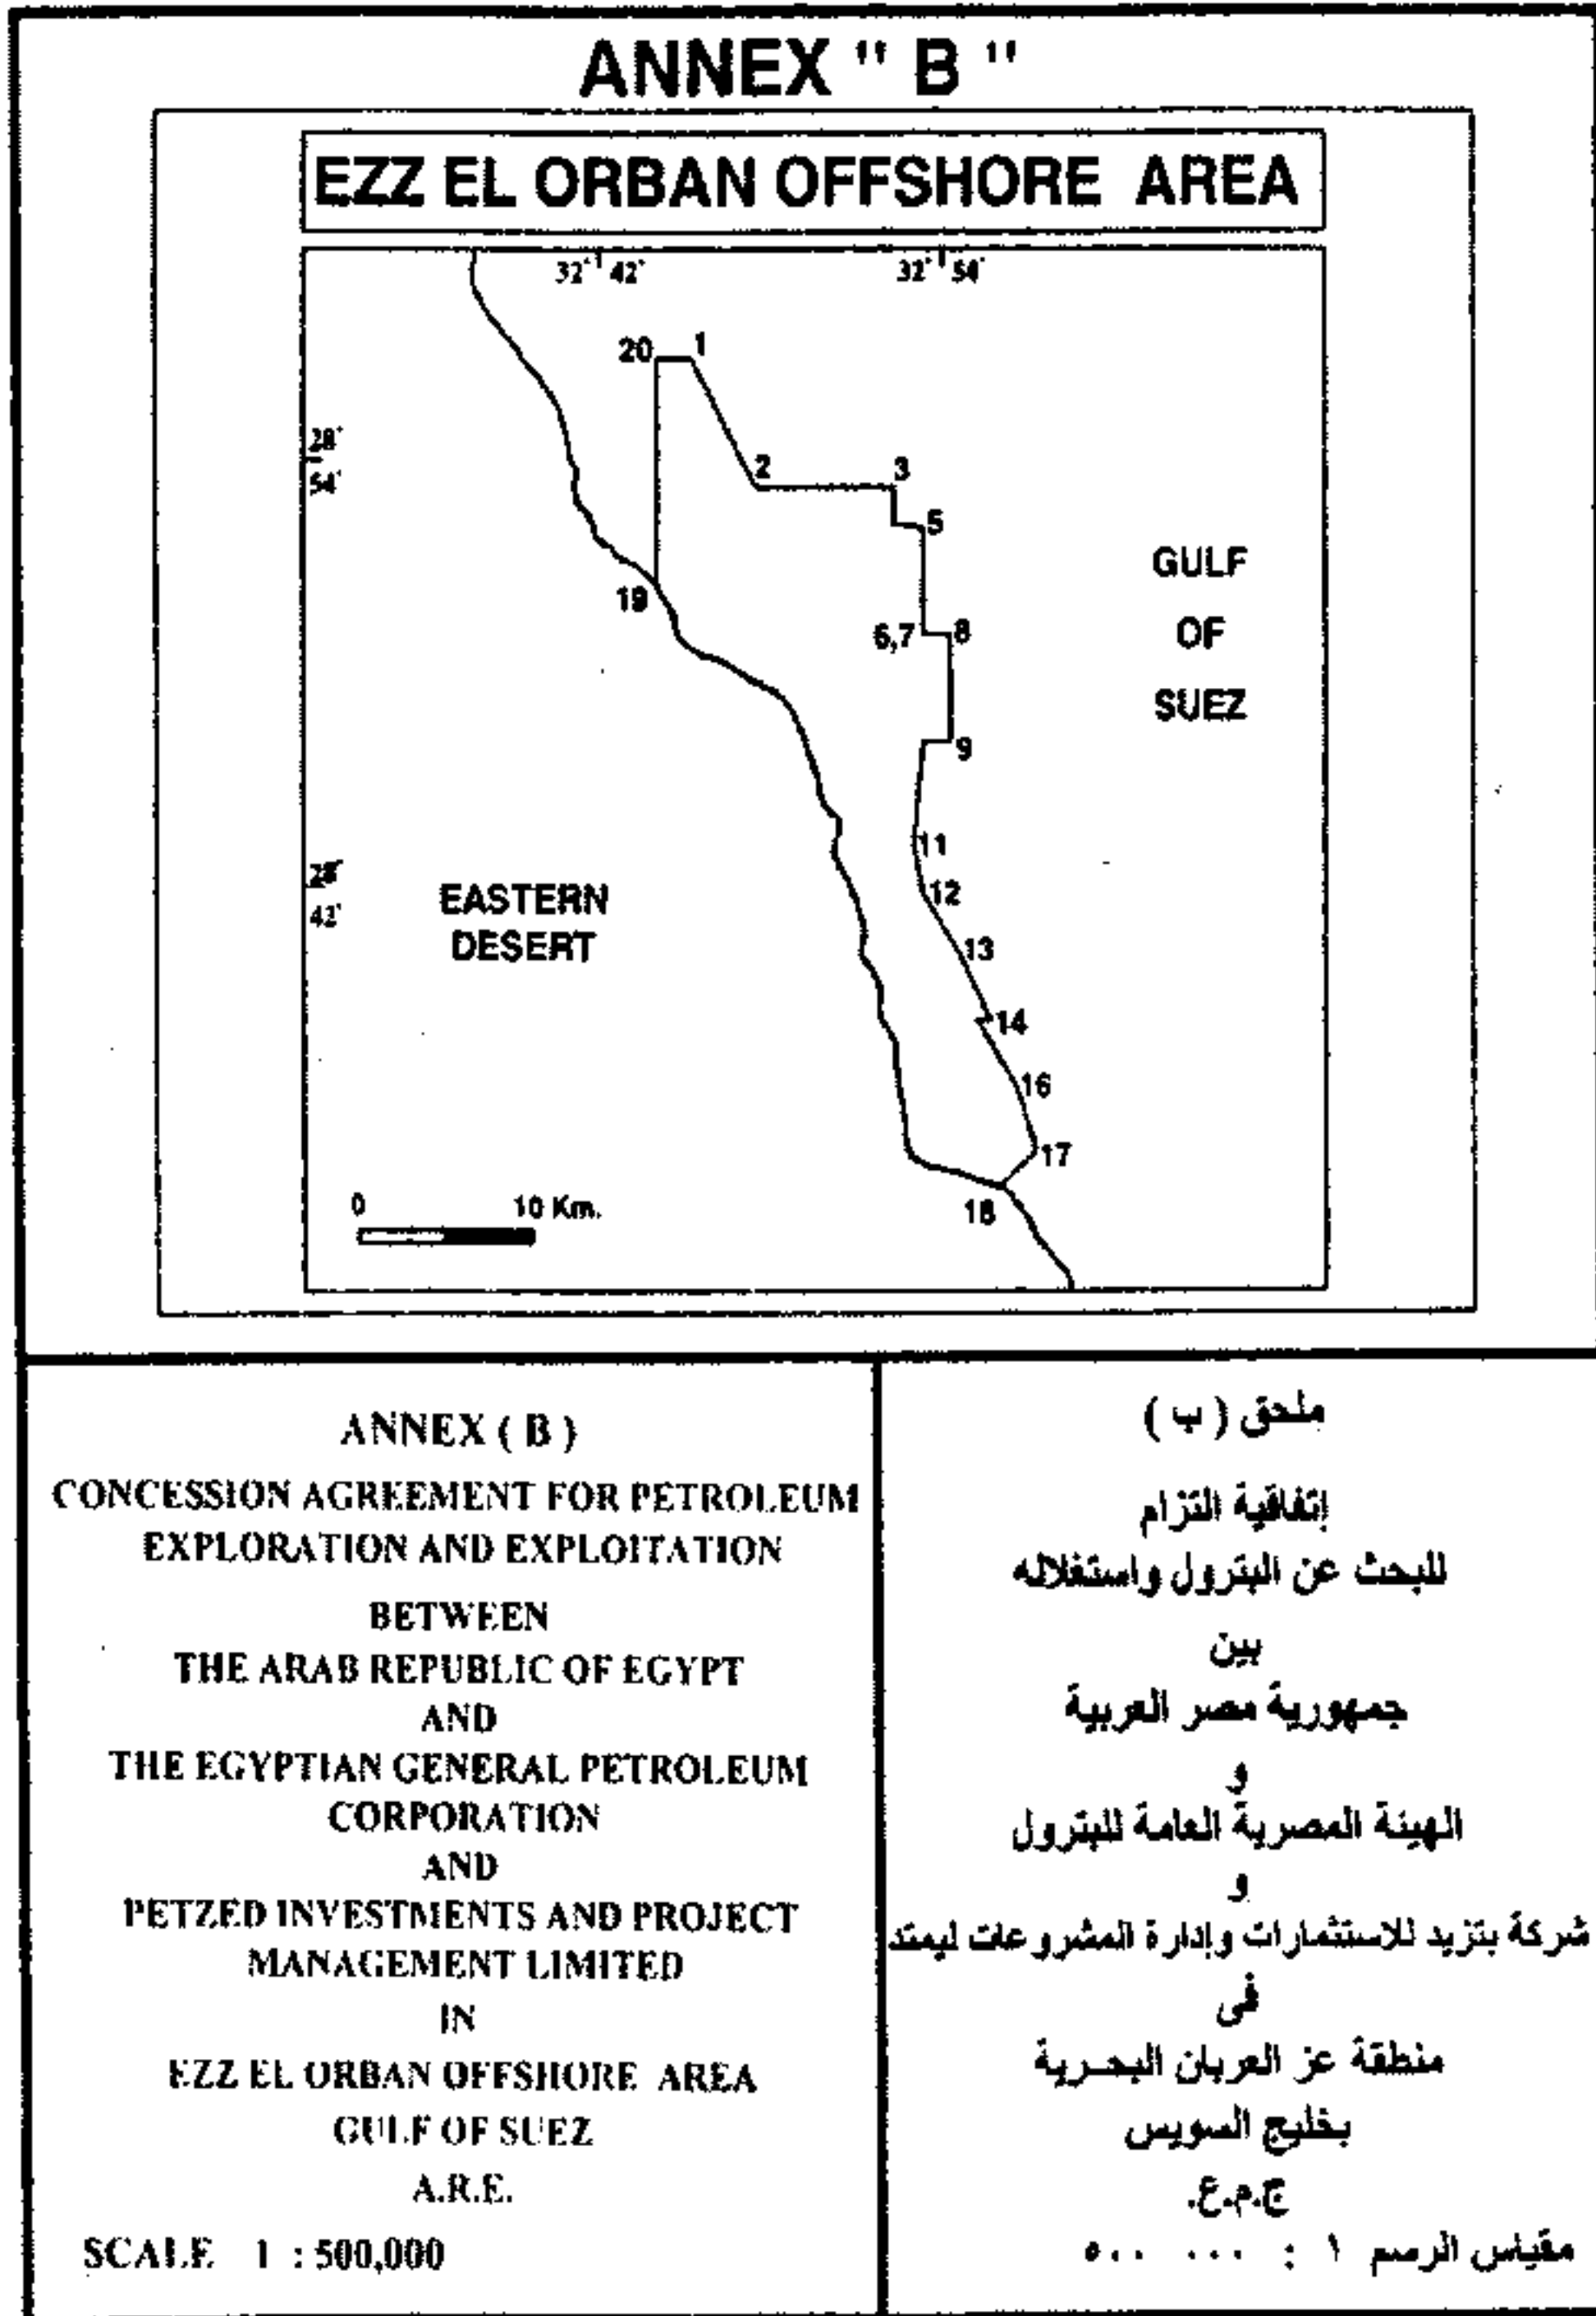 ANNEX " B "
EZZ EL ORBAN OFFSHORE AREA
32° 42'
32° 54'
20
1
28°
54'
2
3
5
GULF
OF
SUEZ
19
6,7
8
9
11
28°
42'
12
EASTERN
DESERT
13
14
16
17
0
10 Km.
18
ANNEX ( B )
CONCESSION AGREEMENT FOR PETROLEUM
EXPLORATION AND EXPLOITATION
BETWEEN
THE ARAB REPUBLIC OF EGYPT
AND
THE EGYPTIAN GENERAL PETROLEUM
CORPORATION
AND
PETZED INVESTMENTS AND PROJECT
MANAGEMENT LIMITED
IN
EZZ EL ORBAN OFFSHORE AREA
GULF OF SUEZ
A.R.E.
SCALE 1 : 500,000
ملحق ( ب )
إتفاقية التزام
للبحث عن البترول واستغلاله
بين
جمهورية مصر العربية
و
الهيئة المصرية العامة للبترول
و
شركة بتزيد للاستثمارات وإدارة المشروعات ليمتد
فى
منطقة عز العربان البحرية
بخليج السويس
ج.م.ع.
مقياس الرسم ١ : ٠٠٠ ٥٠٠